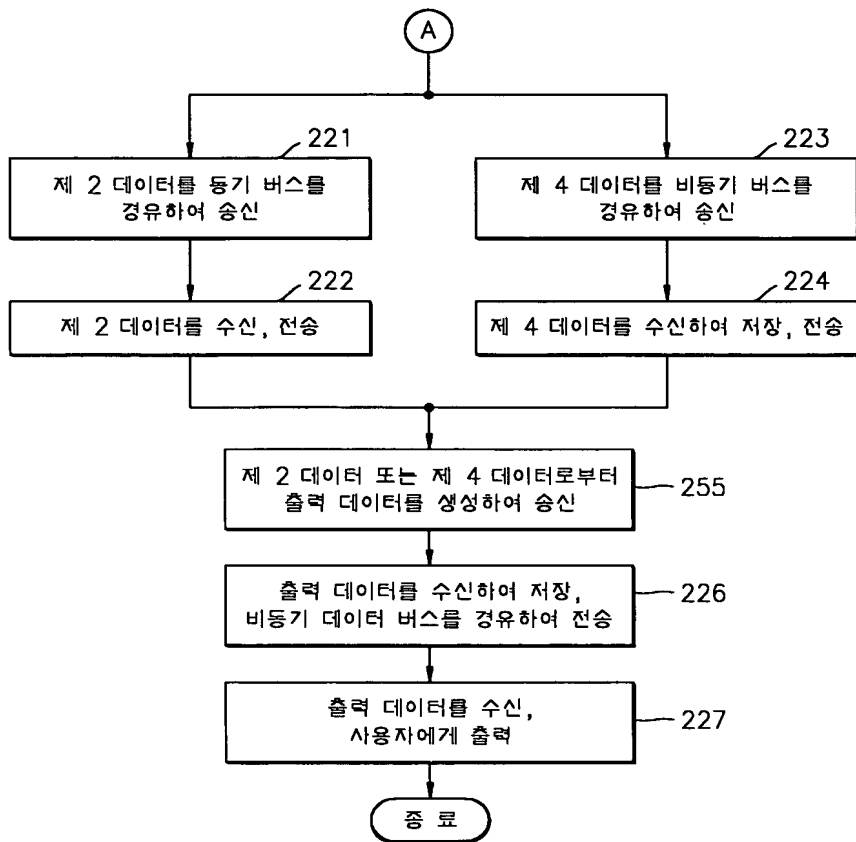 A
221
제 2 데이터를 동기 버스를
경유하여 송신
223
제 4 데이터를 비동기 버스를
경유하여 송신
222
제 2 데이터를 수신, 전송
224
제 4 데이터를 수신하여 저장, 전송
제 2 데이터 또는 제 4 데이터로부터
출력 데이터를 생성하여 송신
255
출력 데이터를 수신하여 저장,
비동기 데이터 버스를 경유하여 전송
226
출력 데이터를 수신,
사용자에게 출력
227
종 료